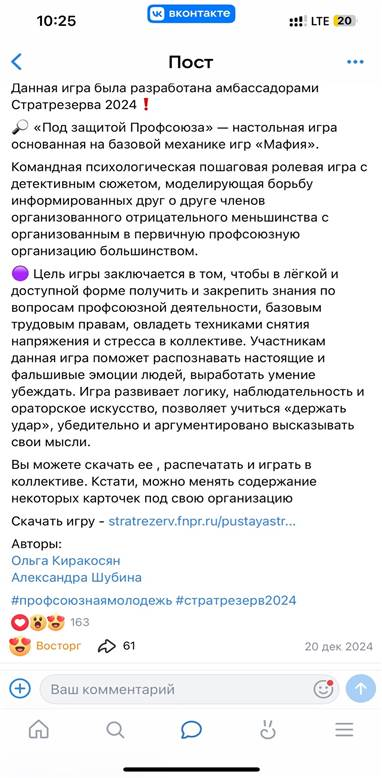 10:25
вконтакте
LTE 20
Пост
Данная игра была разработана амбассадорами
Стратрезерва 2024❗
🔎 «Под защитой Профсоюза» — настольная игра
основанная на базовой механике игр «Мафия».
Командная психологическая пошаговая ролевая игра с
детективным сюжетом, моделирующая борьбу
информированных друг о друге членов
организованного отрицательного меньшинства с
организованным в первичную профсоюзную
организацию большинством.
🟣 Цель игры заключается в том, чтобы в лёгкой и
доступной форме получить и закрепить знания по
вопросам профсоюзной деятельности, базовым
трудовым правам, овладеть техниками снятия
напряжения и стресса в коллективе. Участникам
данная игра поможет распознавать настоящие и
фальшивые эмоции людей, выработать умение
убеждать. Игра развивает логику, наблюдательность и
ораторское искусство, позволяет учиться «держать
удар», убедительно и аргументировано высказывать
свои мысли.
Вы можете скачать ее , распечатать и играть в
коллективе. Кстати, можно менять содержание
некоторых карточек под свою организацию
Скачать игру - stratrezerv.fnpr.ru/pustayastr...
Авторы:
Ольга Киракосян
Александра Шубина
#профсоюзнаямолодежь #стратрезерв2024
163
Восторг 61 20 дек 2024
Ваш комментарий